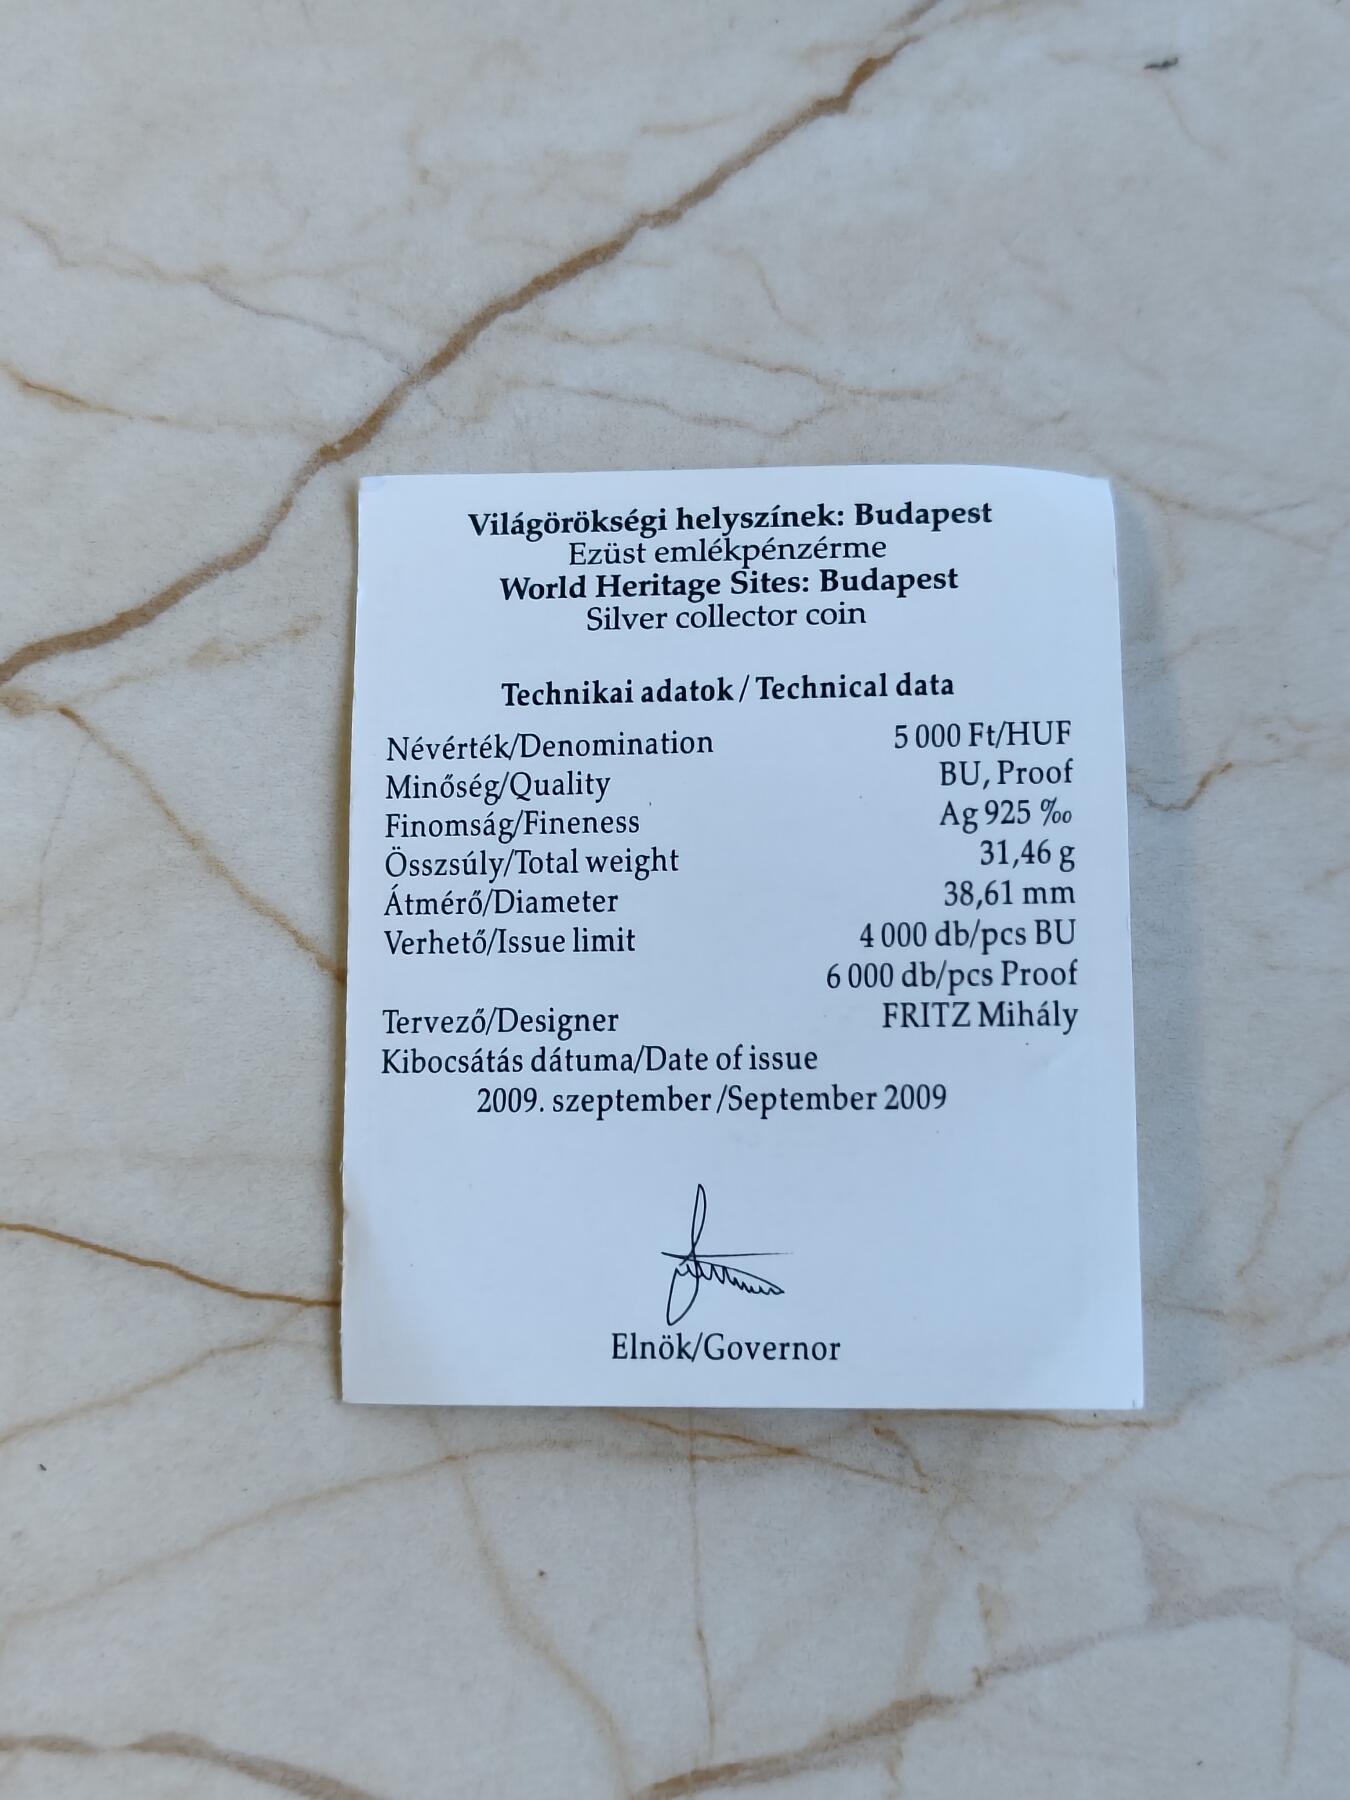 Világörökségi helyszínek: Budapest
Ezüst emlékpénzérme
World Heritage Sites: Budapest
Silver collector coin
Technikai adatok / Technical data
Névérték/Denomination 5 000 Ft/HUF
Minőség/Quality BU, Proof
Finomság/Fineness Ag 925 ‰
Összsúly/Total weight 31,46 g
Átmérő/Diameter 38,61 mm
Verhető/Issue limit 4 000 db/pcs BU
6 000 db/pcs Proof
Tervező/Designer FRITZ Mihály
Kibocsátás dátuma/Date of issue
2009. szeptember /September 2009
Elnök/Governor